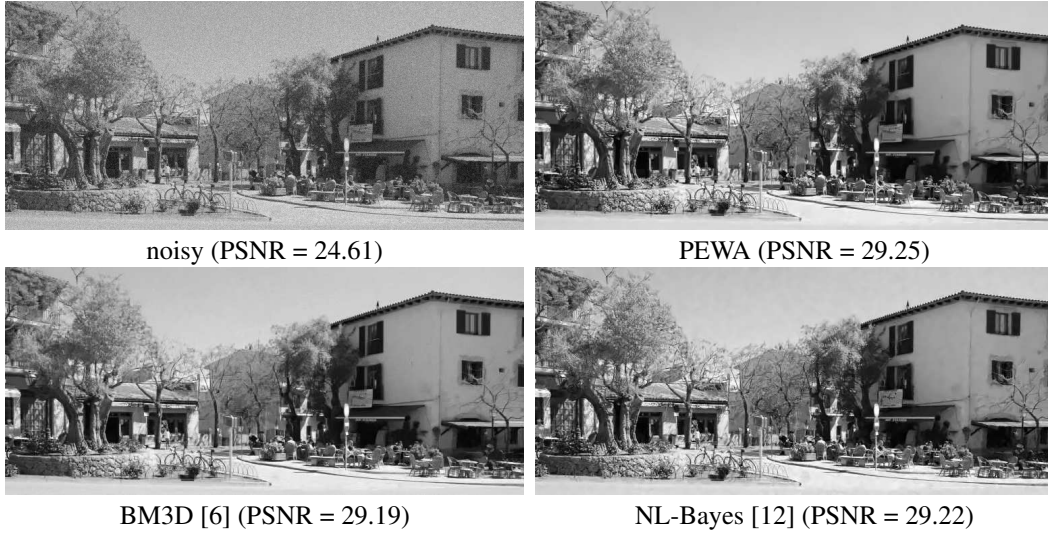 noisy (PSNR = 24.61)
PEWA (PSNR = 29.25)
BM3D [6] (PSNR = 29.19)
NL-Bayes [12] (PSNR = 29.22)